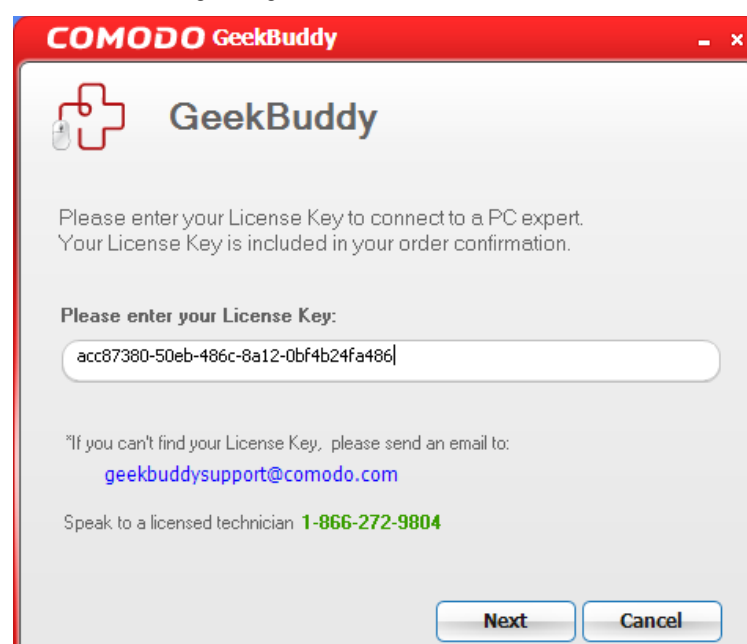 COMODO GeekBuddy
GeekBuddy
Please enter your License Key to connect to a PC expert.
Your License Key is included in your order confirmation.
Please enter your License Key:
acc87380-50eb-486c-8a12-0bf4b24fa486
*If you can't find your License Key, please send an email to:
geekbuddysupport@comodo.com
Speak to a licensed technician 1-866-272-9804
Next Cancel